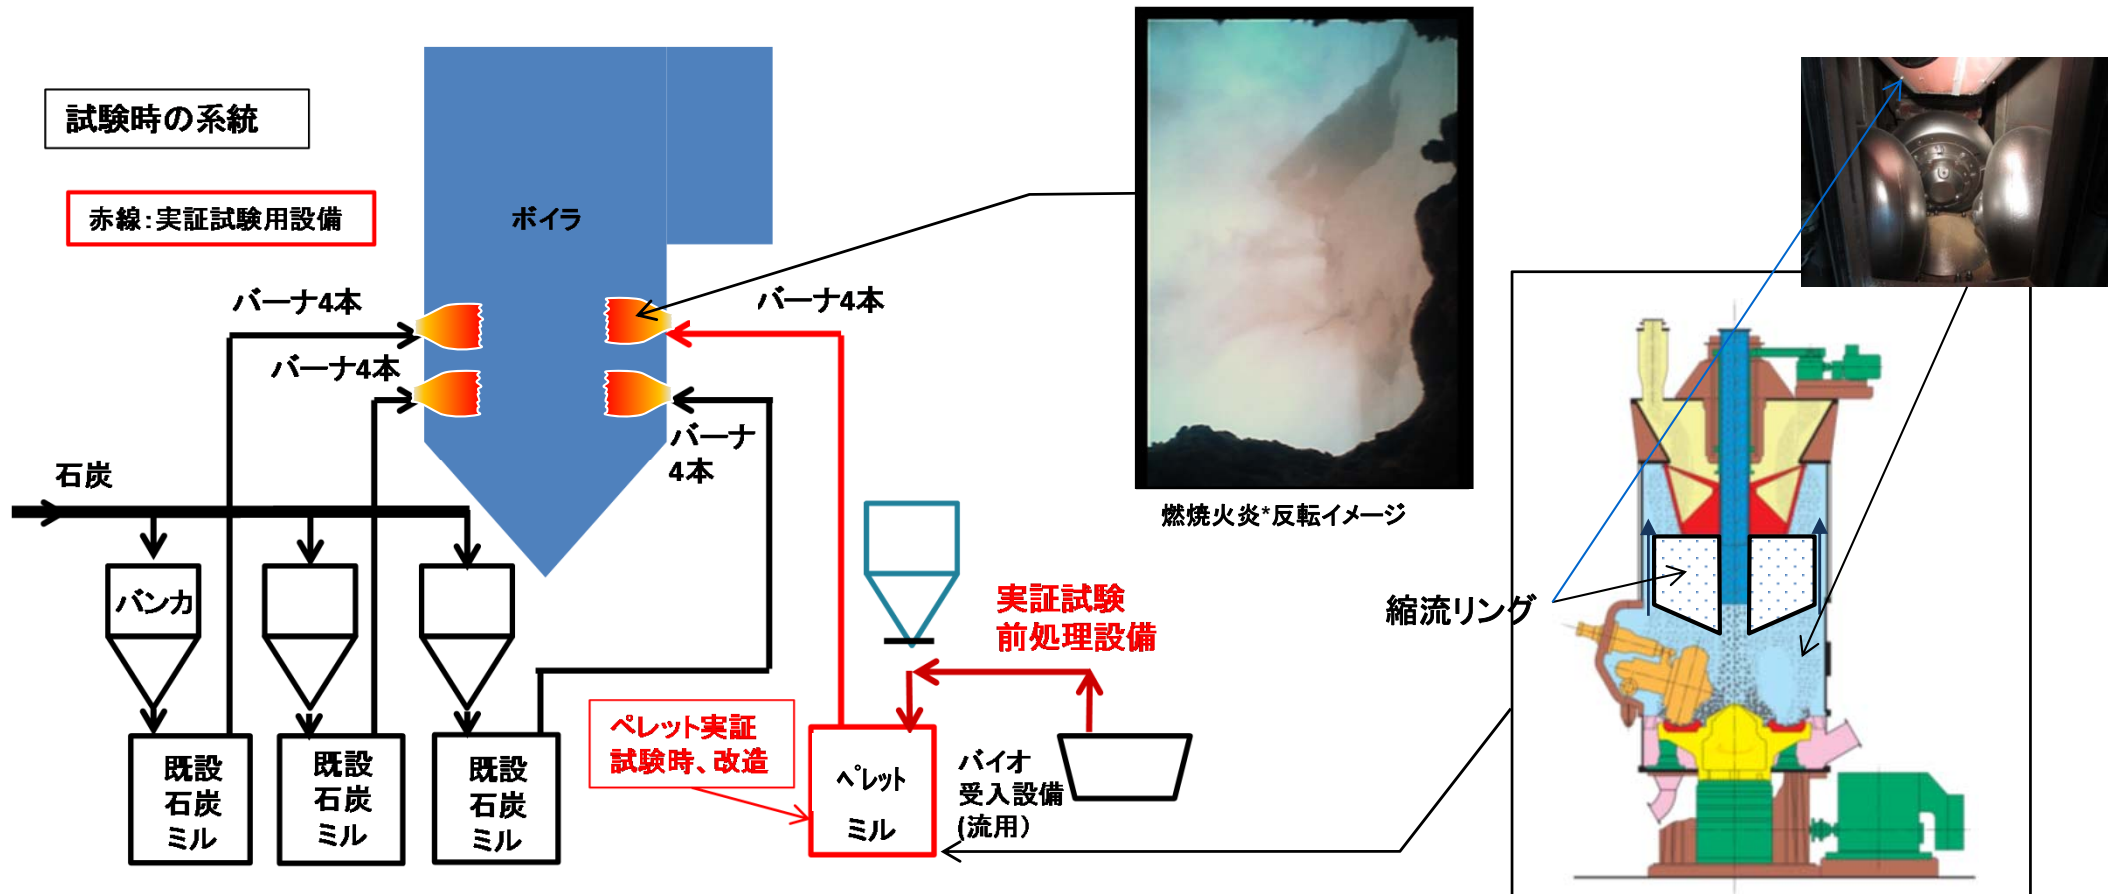 試験時の系統
赤線：実証試験用設備
ボイラ
バーナ4本
バーナ4本
バーナ4本
バーナ
4本
石炭
バンカ
既設
石炭
ミル
既設
石炭
ミル
既設
石炭
ミル
ペレット実証
試験時、改造
ペレット
ミル
実証試験
前処理設備
バイオ
受入設備
(流用)
燃焼火炎*反転イメージ
縮流リング